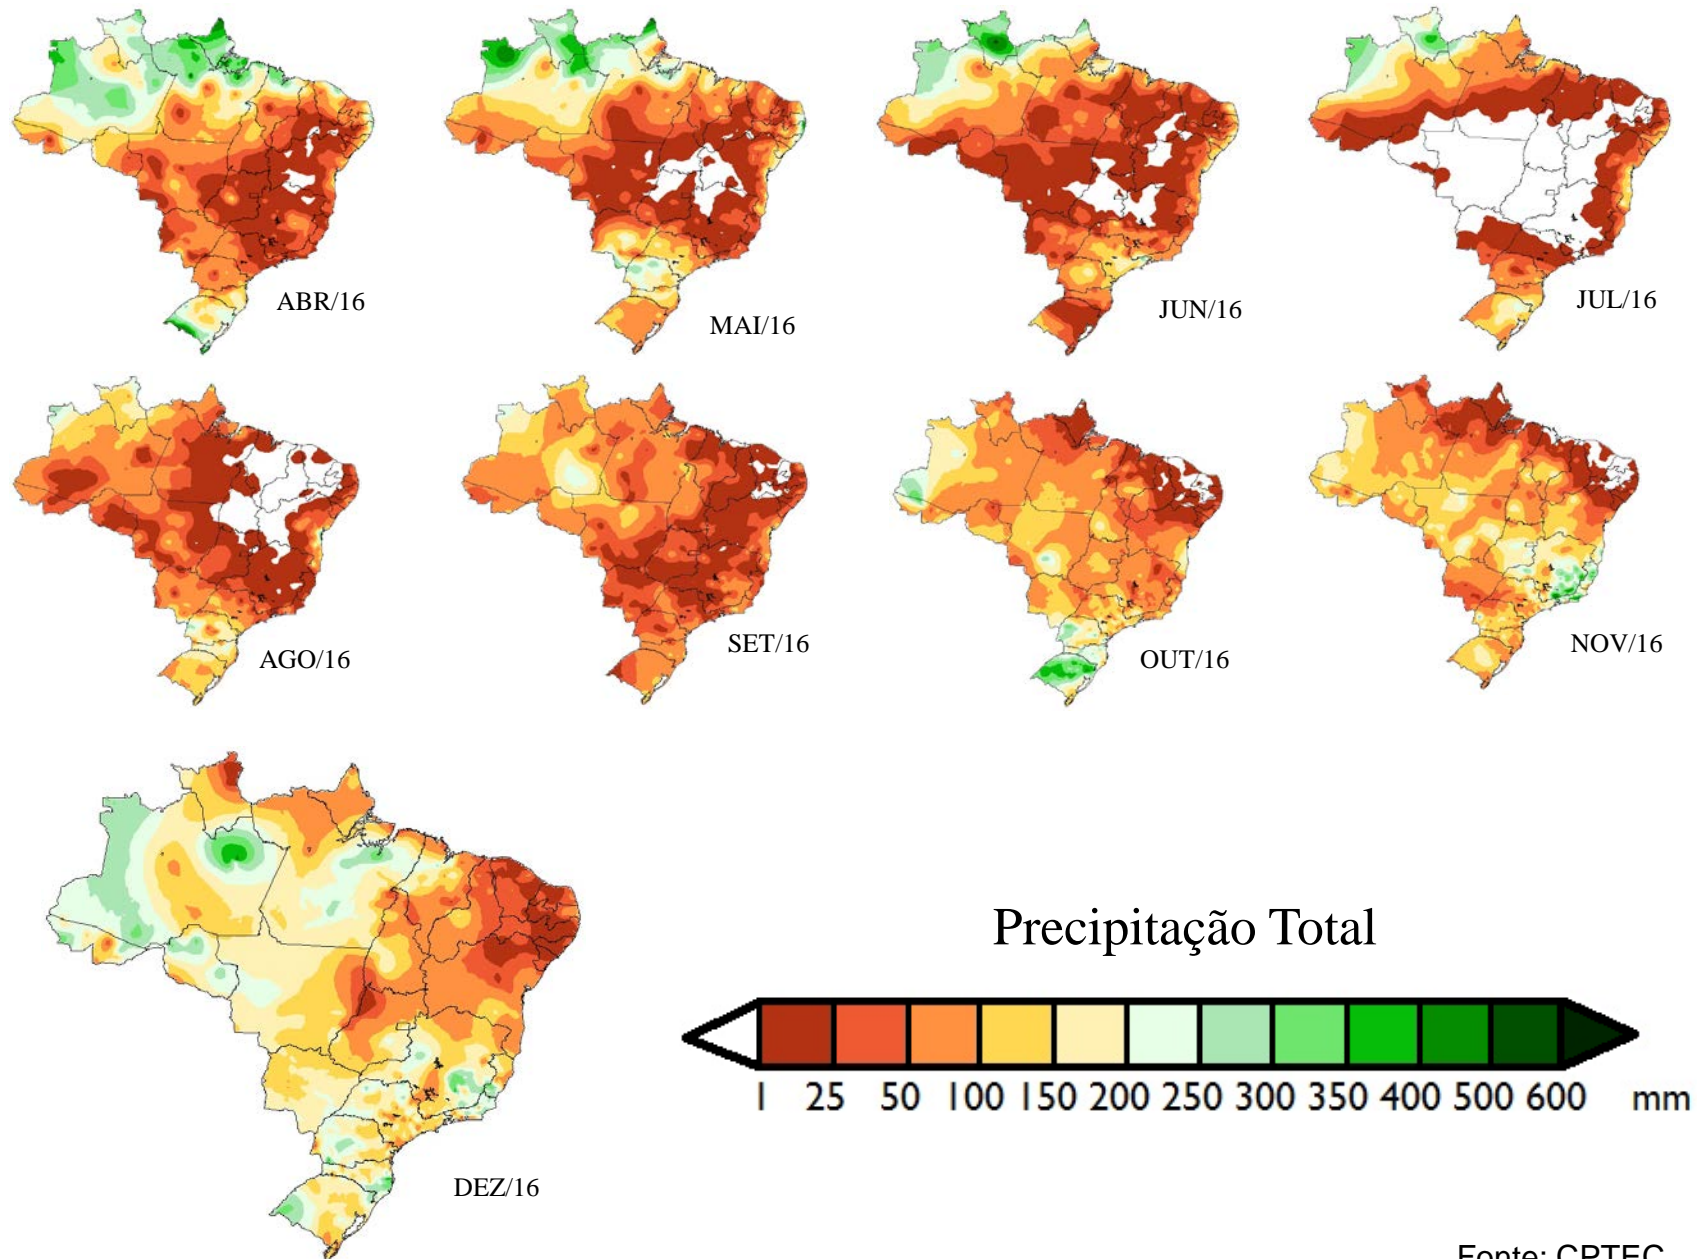 ABR/16
MAI/16
JUN/16
JUL/16
AGO/16
SET/16
OUT/16
NOV/16
DEZ/16
Precipitação Total
1 25 50 100 150 200 250 300 350 400 500 600 mm
Fonte: CPTEC